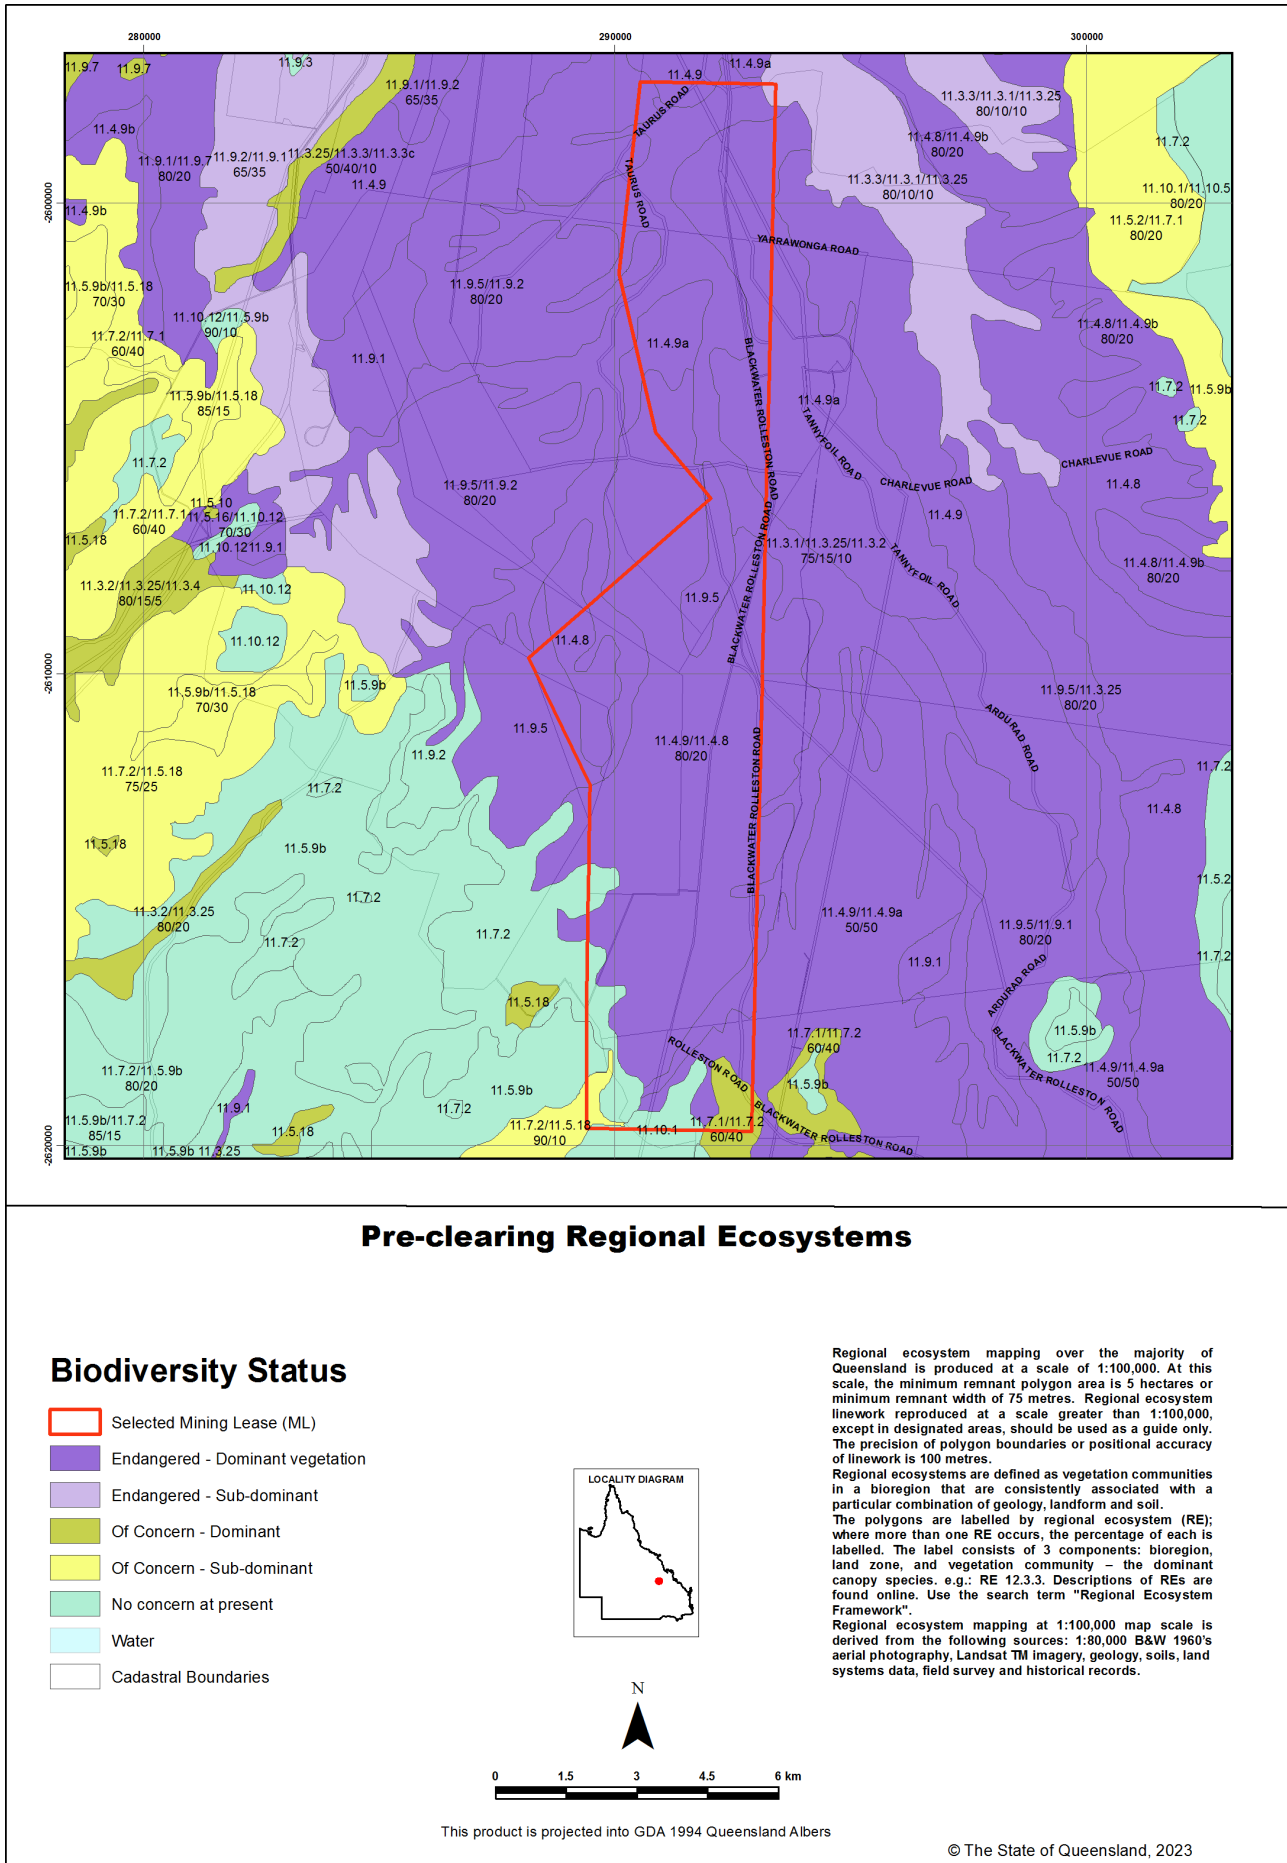 280000
290000
300000
11.9.7
11.9.7
11.9.3
11.4.9
11.4.9a
11.9.1/11.9.2
65/35
11.3.3/11.3.1/11.3.25
80/10/10
TAURUS ROAD
11.4.9b
11.4.8/11.4.9b
80/20
11.7.2
11.9.1/11.9.7
80/20
11.9.2/11.9.1
65/35
11.3.25/11.3.3/11.3.3c
50/40/10
11.4.9
TAURUS ROAD
11.3.3/11.3.1/11.3.25
80/10/10
11.10.1/11.10.5
80/20
-2600000
11.4.9b
11.5.2/11.7.1
80/20
YARRAWONGA ROAD
11.5.9b/11.5.18
70/30
11.9.5/11.9.2
80/20
11.10.12/11.5.9b
90/10
11.4.8/11.4.9b
80/20
11.7.2/11.7.1
60/40
11.4.9a
11.9.1
BLACKWATER ROLLESTON ROAD
11.7.2
11.5.9b
11.5.9b/11.5.18
85/15
11.4.9a
11.7.2
TANNYFOIL ROAD
11.7.2
CHARLEVUE ROAD
CHARLEVUE ROAD
11.4.8
11.9.5/11.9.2
80/20
11.5.10
11.7.2/11.7.1
60/40
11.5.16/11.10.12
70/30
11.4.9
11.5.18
11.10.12
11.9.1
BLACKWATER ROLLESTON ROAD
11.3.1/11.3.25/11.3.2
75/15/10
TANNYFOIL ROAD
11.4.8/11.4.9b
80/20
11.3.2/11.3.25/11.3.4
80/15/5
11.10.12
11.9.5
11.10.12
11.4.8
-2610000
11.5.9b/11.5.18
70/30
11.5.9b
11.9.5/11.3.25
80/20
11.9.5
11.4.9/11.4.8
80/20
ARDURAD ROAD
11.9.2
11.7.2/11.5.18
75/25
11.7.2
11.7.2
BLACKWATER ROLLESTON ROAD
11.4.8
11.5.18
11.5.9b
11.5.2
11.7.2
11.3.2/11.3.25
80/20
11.4.9/11.4.9a
50/50
11.9.5/11.9.1
80/20
11.7.2
11.7.2
11.9.1
11.7.2
ARDURAD ROAD
11.5.18
11.5.9b
11.7.2
11.7.1/11.7.2
60/40
ROLLESTON ROAD
BLACKWATER ROLLESTON ROAD
11.7.2/11.5.9b
80/20
11.5.9b
11.5.9b
11.4.9/11.4.9a
50/50
11.9.1
11.7.2
11.5.9b/11.7.2
85/15
11.5.18
11.7.2/11.5.18
90/10
11.10.1
11.7.1/11.7.2
60/40
BLACKWATER ROLLESTON ROAD
-2620000
11.5.9b
11.5.9b
11.3.25
Pre-clearing Regional Ecosystems
Biodiversity Status
Selected Mining Lease (ML)
Endangered - Dominant vegetation
Endangered - Sub-dominant
Of Concern - Dominant
Of Concern - Sub-dominant
No concern at present
Water
Cadastral Boundaries
LOCALITY DIAGRAM
N
0 1.5 3 4.5 6 km
This product is projected into GDA 1994 Queensland Albers
Regional ecosystem mapping over the majority of
Queensland is produced at a scale of 1:100,000. At this
scale, the minimum remnant polygon area is 5 hectares or
minimum remnant width of 75 metres. Regional ecosystem
linework reproduced at a scale greater than 1:100,000,
except in designated areas, should be used as a guide only.
The precision of polygon boundaries or positional accuracy
of linework is 100 metres.
Regional ecosystems are defined as vegetation communities
in a bioregion that are consistently associated with a
particular combination of geology, landform and soil.
The polygons are labelled by regional ecosystem (RE);
where more than one RE occurs, the percentage of each is
labelled. The label consists of 3 components: bioregion,
land zone, and vegetation community – the dominant
canopy species. e.g.: RE 12.3.3. Descriptions of REs are
found online. Use the search term "Regional Ecosystem
Framework".
Regional ecosystem mapping at 1:100,000 map scale is
derived from the following sources: 1:80,000 B&W 1960's
aerial photography, Landsat TM imagery, geology, soils, land
systems data, field survey and historical records.
© The State of Queensland, 2023